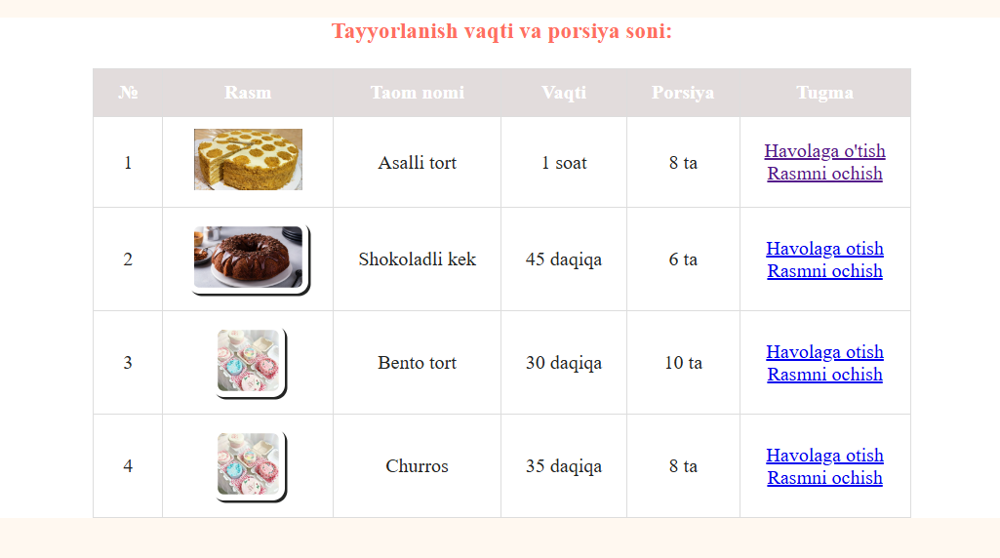 Tayyorlanish vaqti va porsiya soni:
№ Rasm Taom nomi Vaqti Porsiya Tugma
1 Asalli tort 1 soat 8 ta Havolaga o'tish
Rasmni ochish
2 Shokoladli kek 45 daqiqa 6 ta Havolaga otish
Rasmni ochish
3 Bento tort 30 daqiqa 10 ta Havolaga otish
Rasmni ochish
4 Churros 35 daqiqa 8 ta Havolaga otish
Rasmni ochish